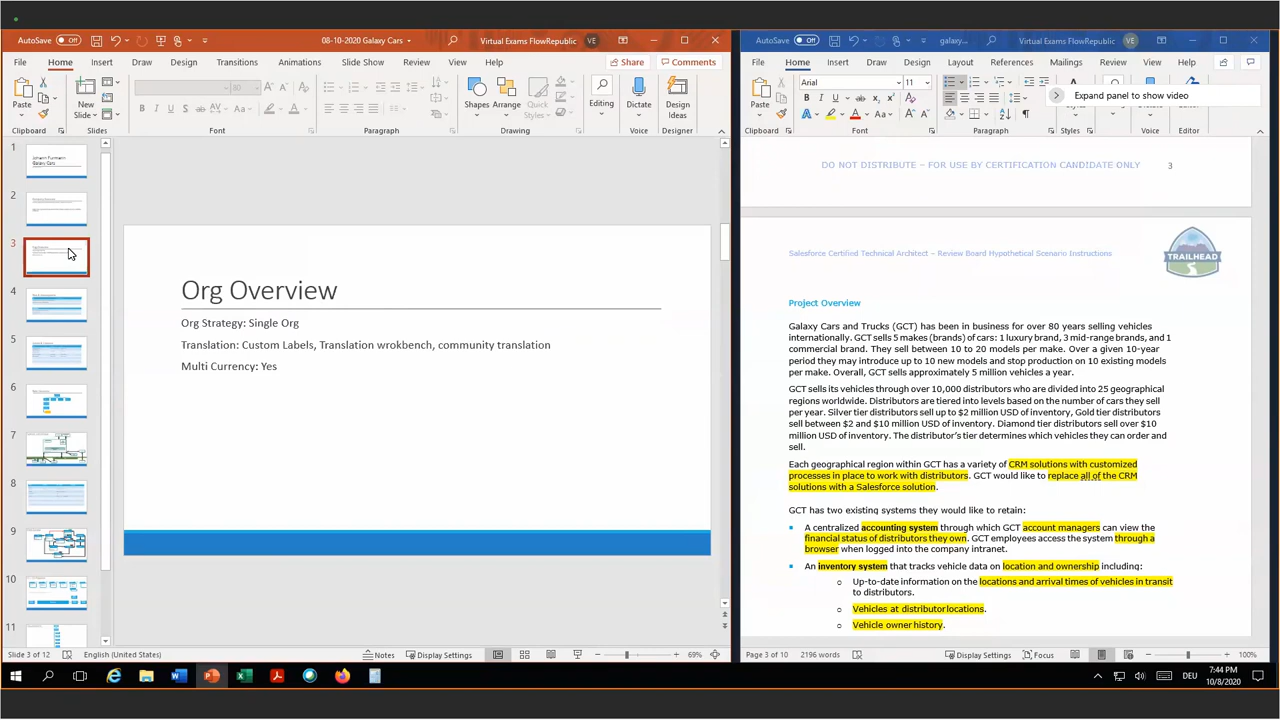 AutoSave Off
08-10-2020 Galaxy Cars
Virtual Exams FlowRepublic VE
File Home Insert Draw Design Transitions Animations Slide Show Review View Help
Share Comments
Paste
New
Slide
Shapes Arrange Quick
Styles
Editing
Dictate
Design
Ideas
Clipboard Slides Font Paragraph Drawing Voice Designer
80
1
Johann Furmann
Galaxy Cars
2
3
4
5
6
7
8
9
10
11
Org Overview
Org Strategy: Single Org
Translation: Custom Labels, Translation wrokbench, community translation
Multi Currency: Yes
Slide 3 of 12 English (United States) Notes Display Settings 69%
AutoSave Off galaxy... Virtual Exams FlowRepublic VE
File Home Insert Draw Design Layout References Mailings Review View Help
Paste
Arial 11
Expand panel to show video
Clipboard Font Paragraph Styles Voice Editor
DO NOT DISTRIBUTE – FOR USE BY CERTIFICATION CANDIDATE ONLY 3
Salesforce Certified Technical Architect – Review Board Hypothetical Scenario Instructions
TRAILHEAD
Project Overview
Galaxy Cars and Trucks (GCT) has been in business for over 80 years selling vehicles
internationally. GCT sells 5 makes (brands) of cars: 1 luxury brand, 3 mid-range brands, and 1
commercial brand. They sell between 10 to 20 models per make. Over a given 10-year
period they may introduce up to 10 new models and stop production on 10 existing models
per make. Overall, GCT sells approximately 5 million vehicles a year.
GCT sells its vehicles through over 10,000 distributors who are divided into 25 geographical
regions worldwide. Distributors are tiered into levels based on the number of cars they sell
per year. Silver tier distributors sell up to $2 million USD of inventory, Gold tier distributors
sell between $2 and $10 million USD of inventory. Diamond tier distributors sell over $10
million USD of inventory. The distributor's tier determines which vehicles they can order and
sell.
Each geographical region within GCT has a variety of CRM solutions with customized
processes in place to work with distributors. GCT would like to replace all of the CRM
solutions with a Salesforce solution.
GCT has two existing systems they would like to retain:
A centralized accounting system through which GCT account managers can view the
financial status of distributors they own. GCT employees access the system through a
browser when logged into the company intranet.
An inventory system that tracks vehicle data on location and ownership including:
Up-to-date information on the locations and arrival times of vehicles in transit
to distributors.
Vehicles at distributor locations.
Vehicle owner history.
Page 3 of 10 2196 words Display Settings Focus 100%
DEU
7:44 PM
10/8/2020